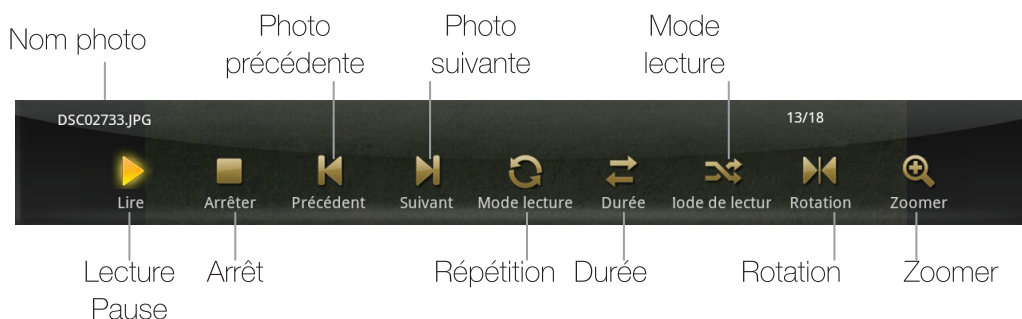 Nom photo
Photo
précédente
Photo
suivante
Mode
lecture
DSC02733.JPG
13/18
Lire
Arrêter
Précédent
Suivant
Mode lecture
Durée
lode de lectur
Rotation
Zoomer
Lecture
Pause
Arrêt
Répétition
Durée
Rotation
Zoomer